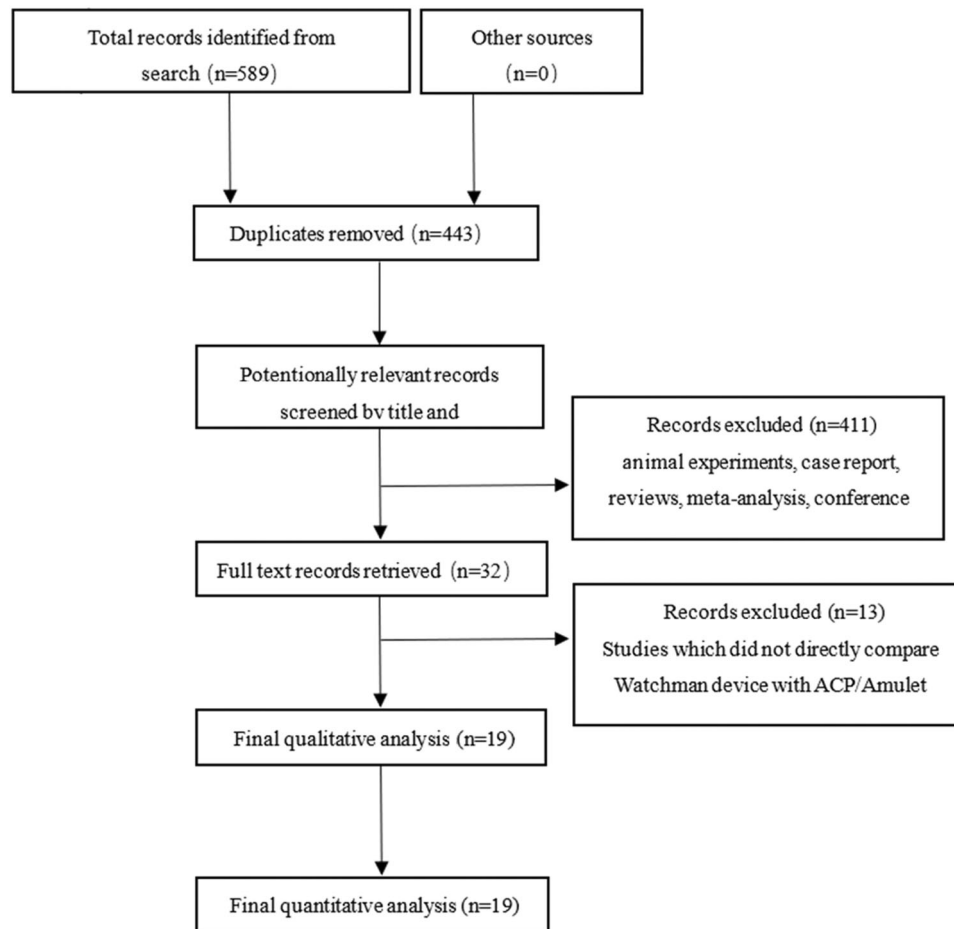 Total records identified from
search (n=589)
Other sources
(n=0)
Duplicates removed (n=443)
Potentially relevant records
screened by title and
Records excluded (n=411)
animal experiments, case report,
reviews, meta-analysis, conference
Full text records retrieved (n=32)
Records excluded (n=13)
Studies which did not directly compare
Watchman device with ACP/Amulet
Final qualitative analysis (n=19)
Final quantitative analysis (n=19)